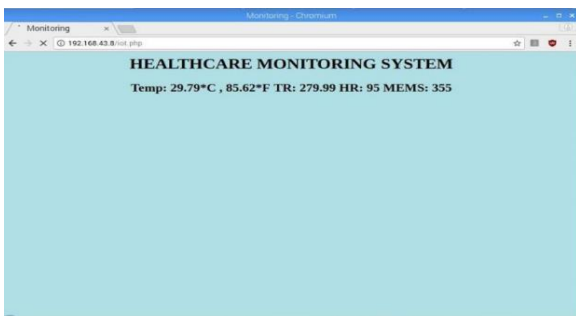 Monitoring - Chromium
Monitoring
192.168.43.8/iot.php
HEALTHCARE MONITORING SYSTEM
Temp: 29.79*C , 85.62*F TR: 279.99 HR: 95 MEMS: 355